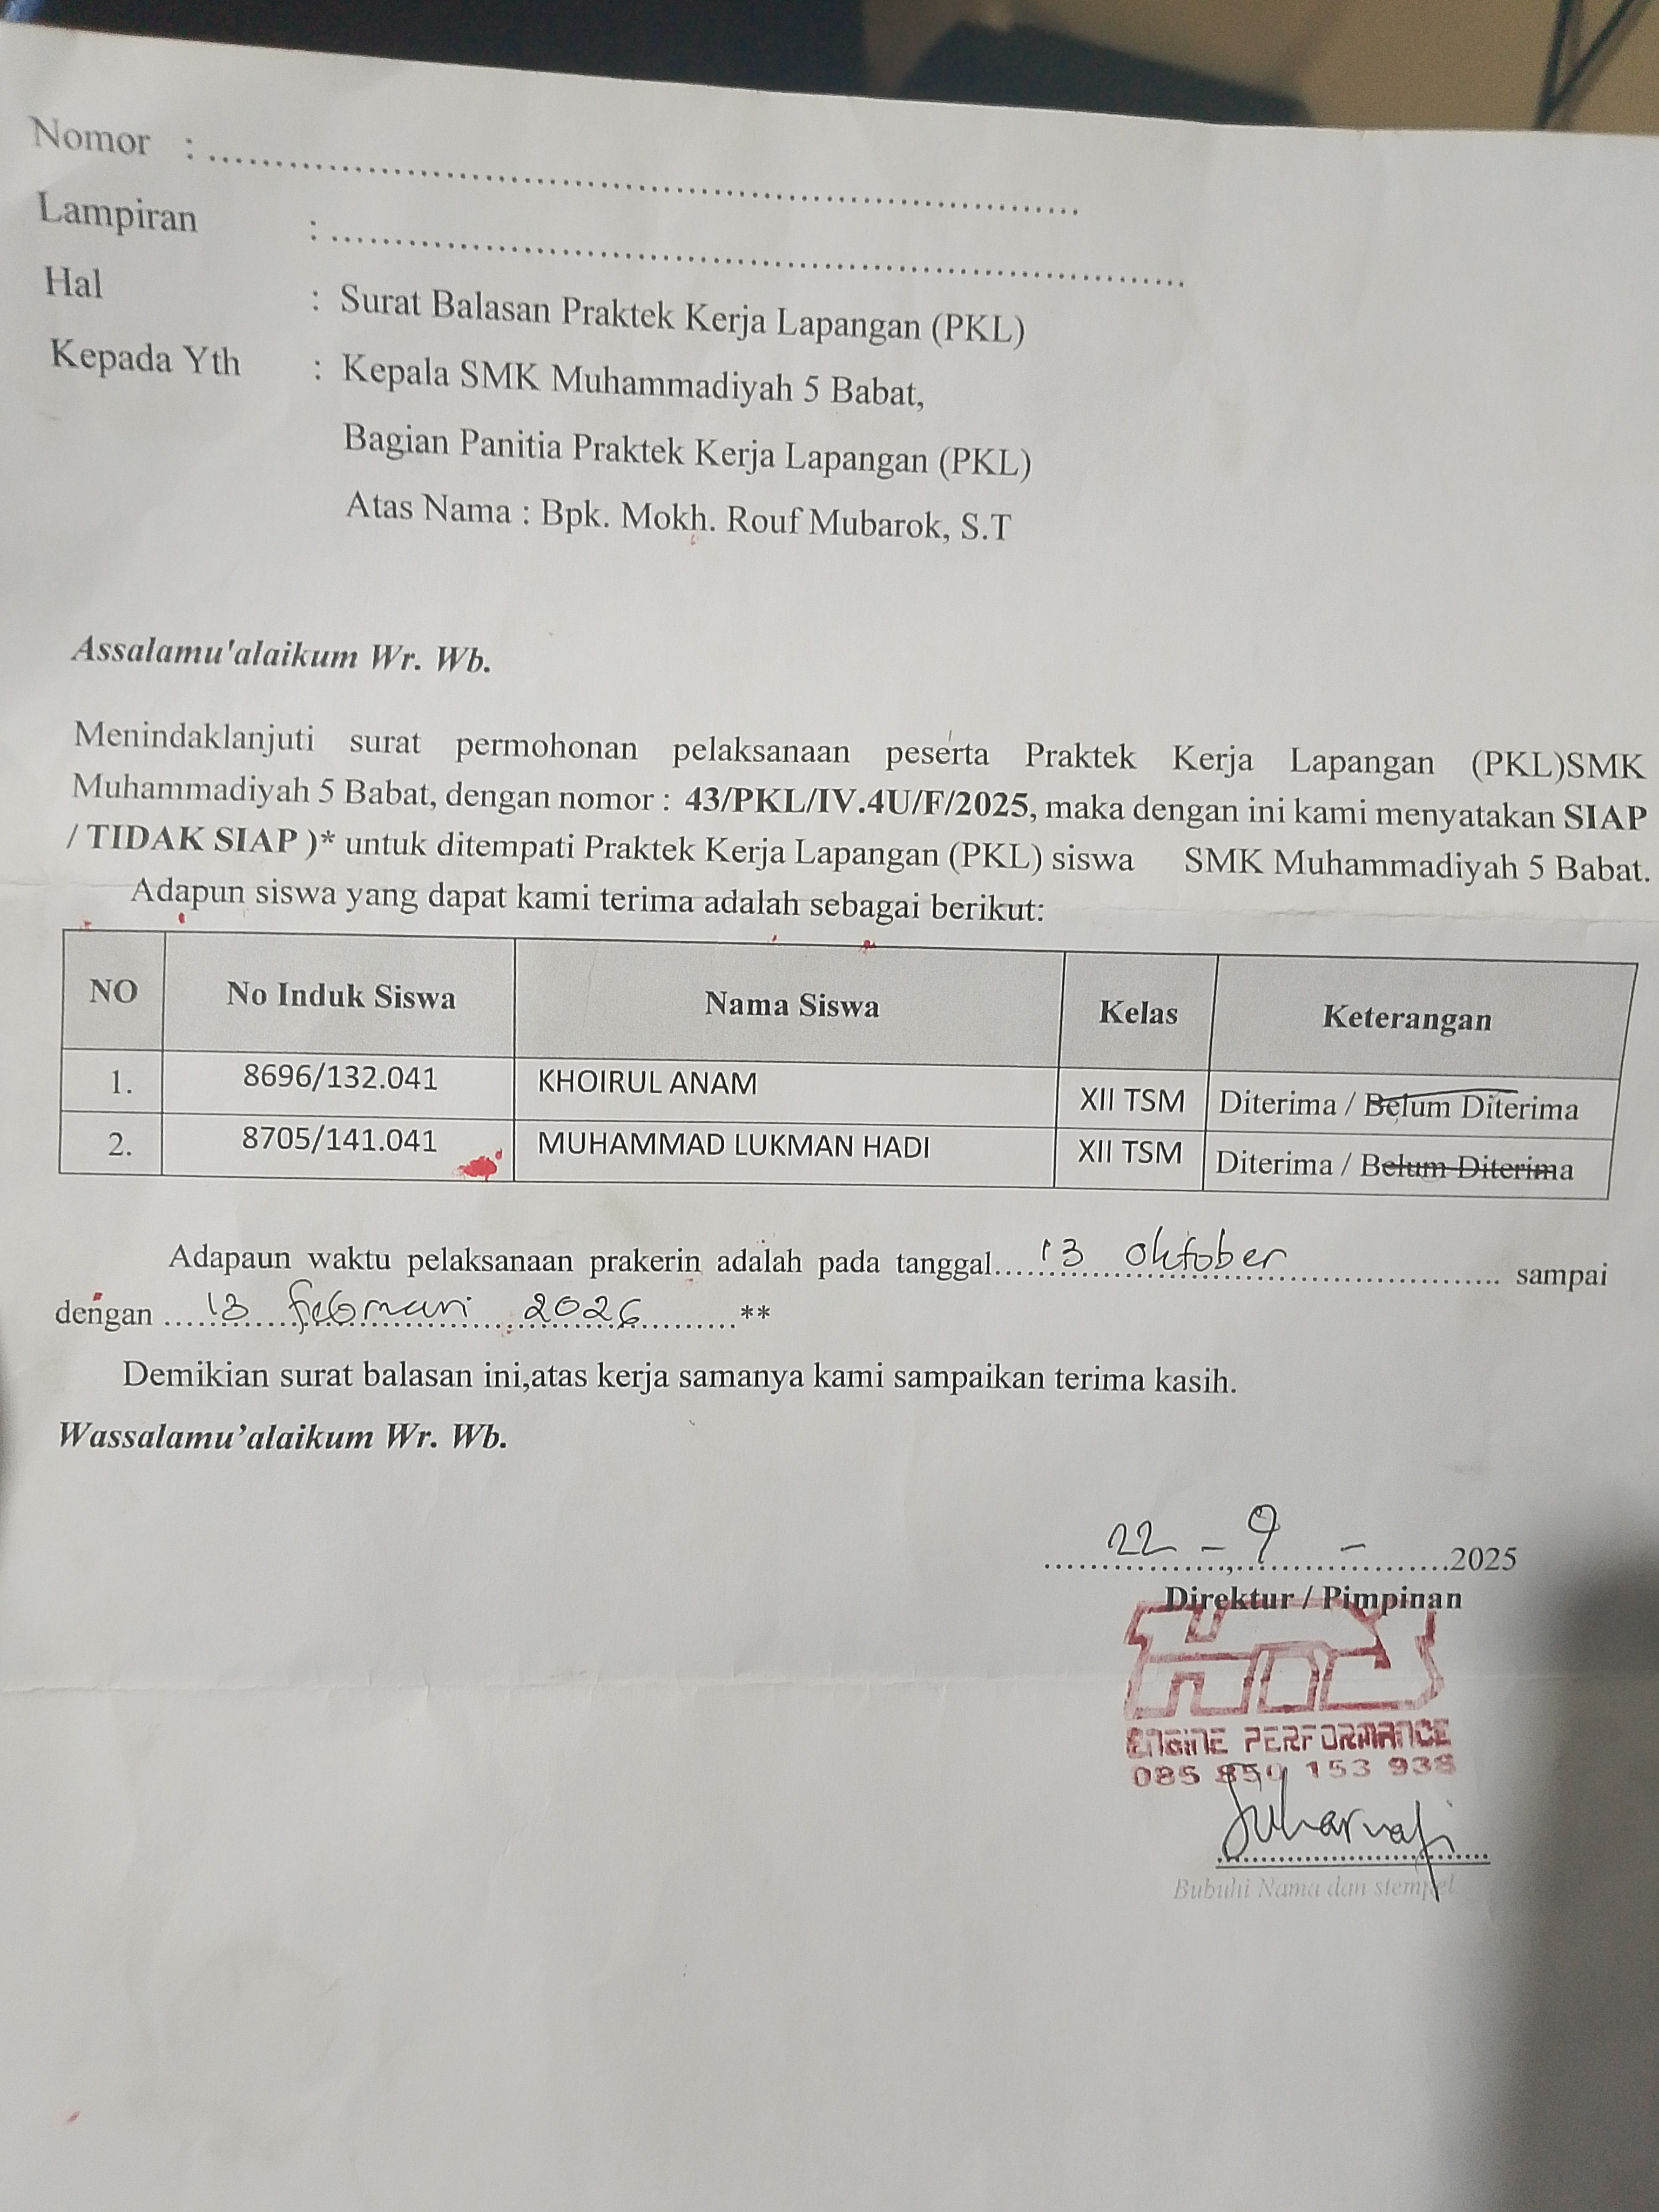 Nomor : ................................................................
Lampiran : ................................................................
Hal : Surat Balasan Praktek Kerja Lapangan (PKL)
Kepada Yth : Kepala SMK Muhammadiyah 5 Babat,
Bagian Panitia Praktek Kerja Lapangan (PKL)
Atas Nama : Bpk. Mokh. Rouf Mubarok, S.T
Assalamu'alaikum Wr. Wb.
Menindaklanjuti surat permohonan pelaksanaan peserta Praktek Kerja Lapangan (PKL)SMK
Muhammadiyah 5 Babat, dengan nomor : 43/PKL/IV.4U/F/2025, maka dengan ini kami menyatakan SIAP
/ TIDAK SIAP )* untuk ditempati Praktek Kerja Lapangan (PKL) siswa SMK Muhammadiyah 5 Babat.
Adapun siswa yang dapat kami terima adalah sebagai berikut:
NO No Induk Siswa Nama Siswa Kelas Keterangan
1. 8696/132.041 KHOIRUL ANAM XII TSM Diterima / Belum Diterima
2. 8705/141.041 MUHAMMAD LUKMAN HADI XII TSM Diterima / Belum Diterima
Adapaun waktu pelaksanaan prakerin adalah pada tanggal.....13 oktober..................... sampai
dengan .....13 februari 2026.........**
Demikian surat balasan ini,atas kerja samanya kami sampaikan terima kasih.
Wassalamu’alaikum Wr. Wb.
22 - 9 - 2025
Direktur / Pimpinan
ENGINE PERFORMANCE
085 850 153 938
Bubuhi Nama dan stempel